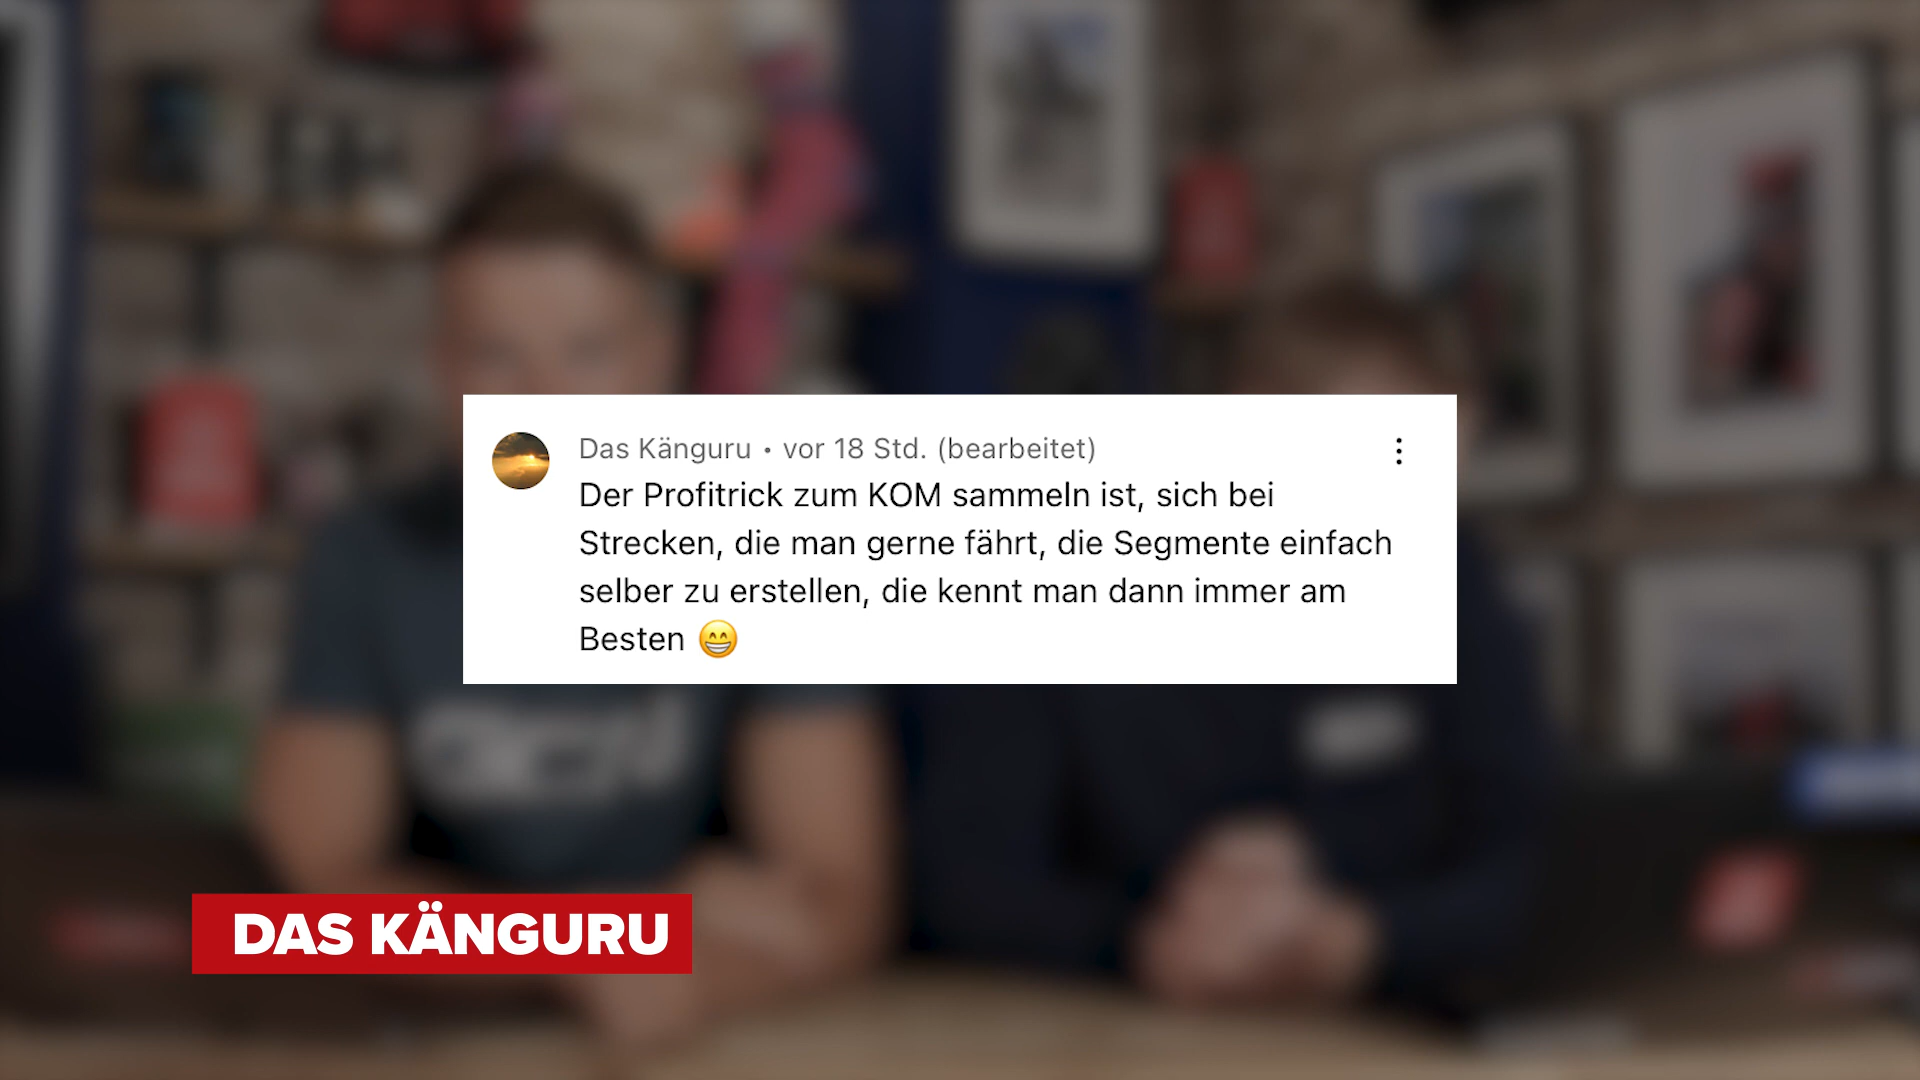 Das Känguru • vor 18 Std. (bearbeitet)
Der Profitrick zum KOM sammeln ist, sich bei
Strecken, die man gerne fährt, die Segmente einfach
selber zu erstellen, die kennt man dann immer am
Besten 😁
DAS KÄNGURU